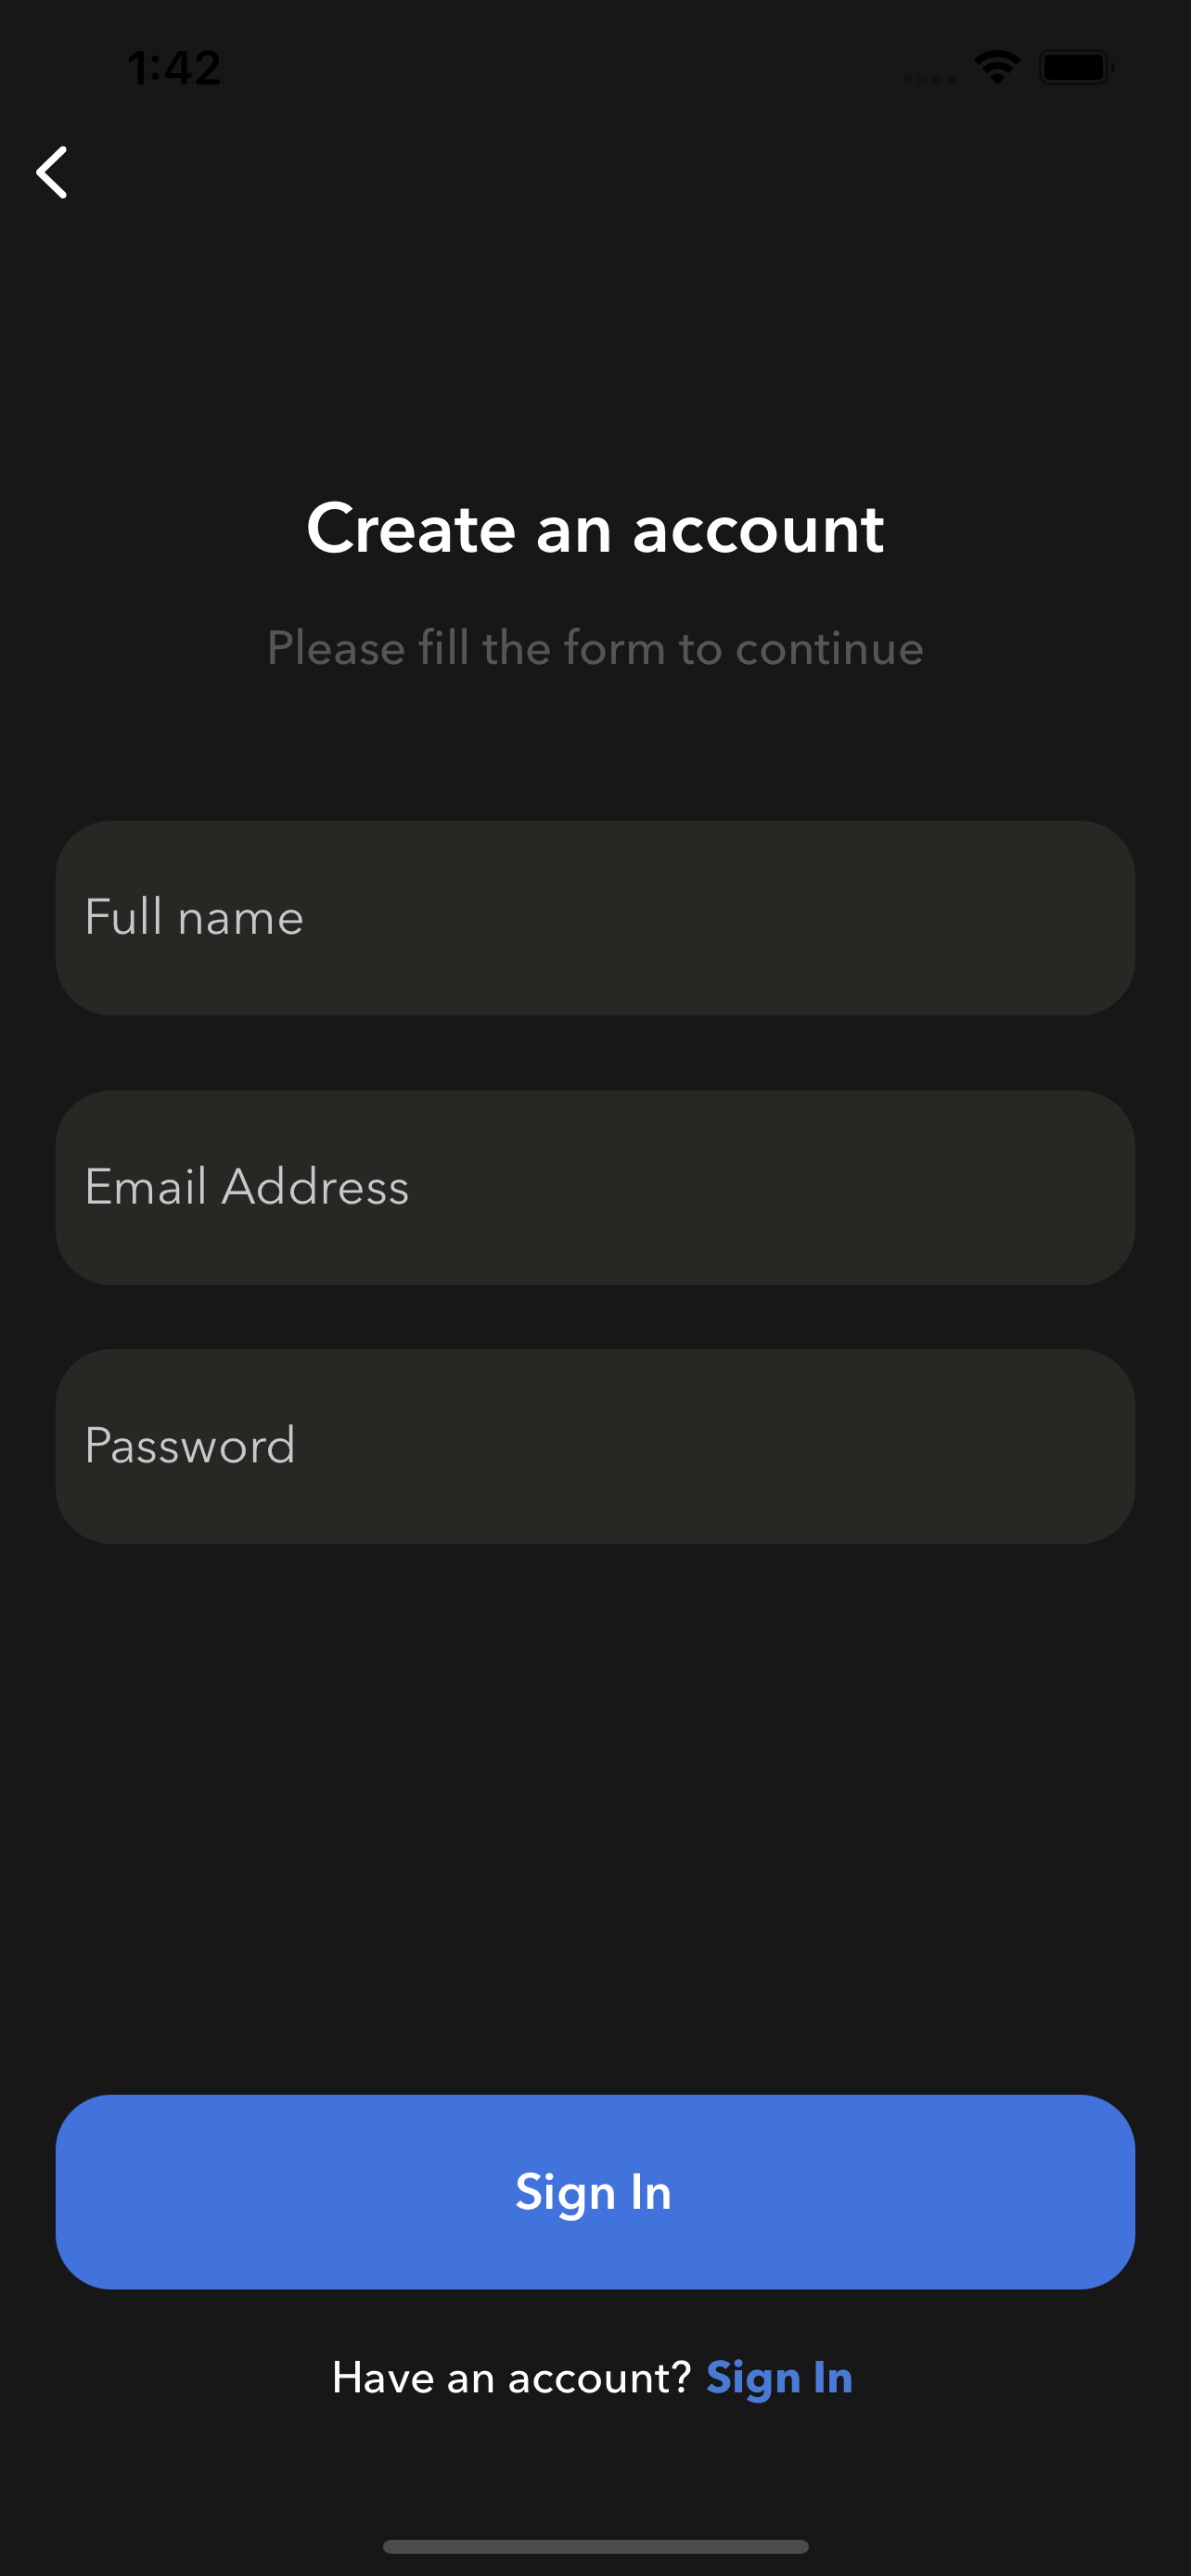 1:42
Create an account
Please fill the form to continue
Full name
Email Address
Password
Sign In
Have an account? Sign In